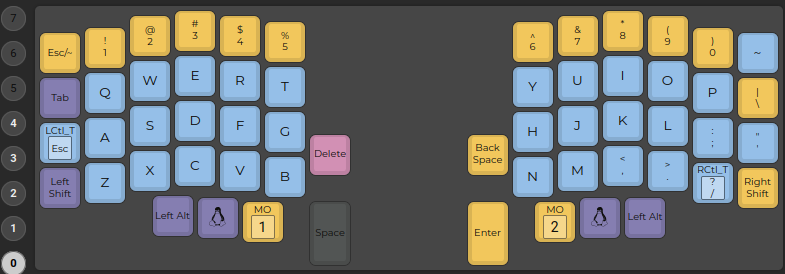 7
6
5
4
3
2
1
0
Esc/~
!
1
@
2
#
3
$
4
%
5
^
6
&
7
*
8
(
9
)
0
~
Tab
Q
W
E
R
T
Y
U
I
O
P
|
\
LCtl_T
Esc
A
S
D
F
G
Delete
Back
Space
H
J
K
L
:
;
"
'
Left
Shift
Z
X
C
V
B
N
M
<
,
>
.
RCtl_T
?
/
Right
Shift
Left Alt
MO
1
Space
Enter
MO
2
Left Alt